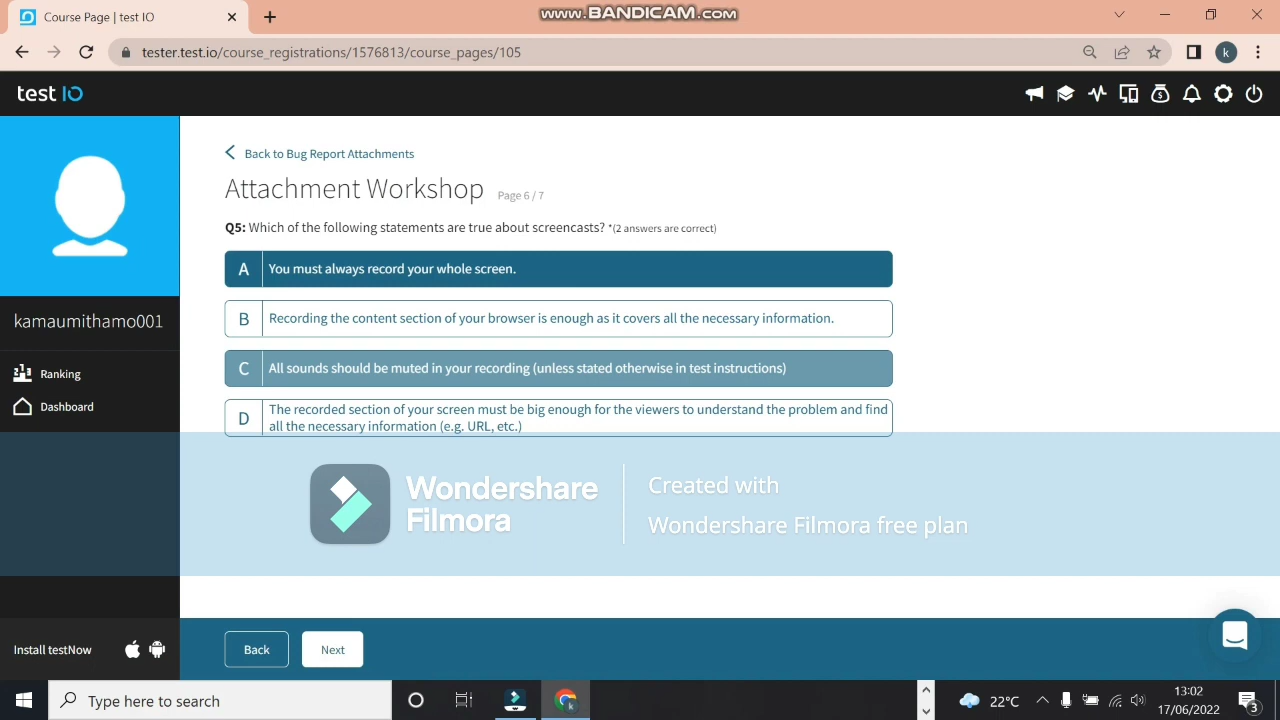 Course Page | test IO
www.BANDICAM.com
tester.test.io/course_registrations/1576813/course_pages/105
k
test IO
Back to Bug Report Attachments
Attachment Workshop Page 6 / 7
Q5: Which of the following statements are true about screencasts? *(2 answers are correct)
A You must always record your whole screen.
B Recording the content section of your browser is enough as it covers all the necessary information.
C All sounds should be muted in your recording (unless stated otherwise in test instructions)
D The recorded section of your screen must be big enough for the viewers to understand the problem and find
all the necessary information (e.g. URL, etc.)
kamaumithamo001
Ranking
Dashboard
Wondershare
Filmora
Created with
Wondershare Filmora free plan
Install testNow
Back
Next
Type here to search
22°C
13:02
17/06/2022
3